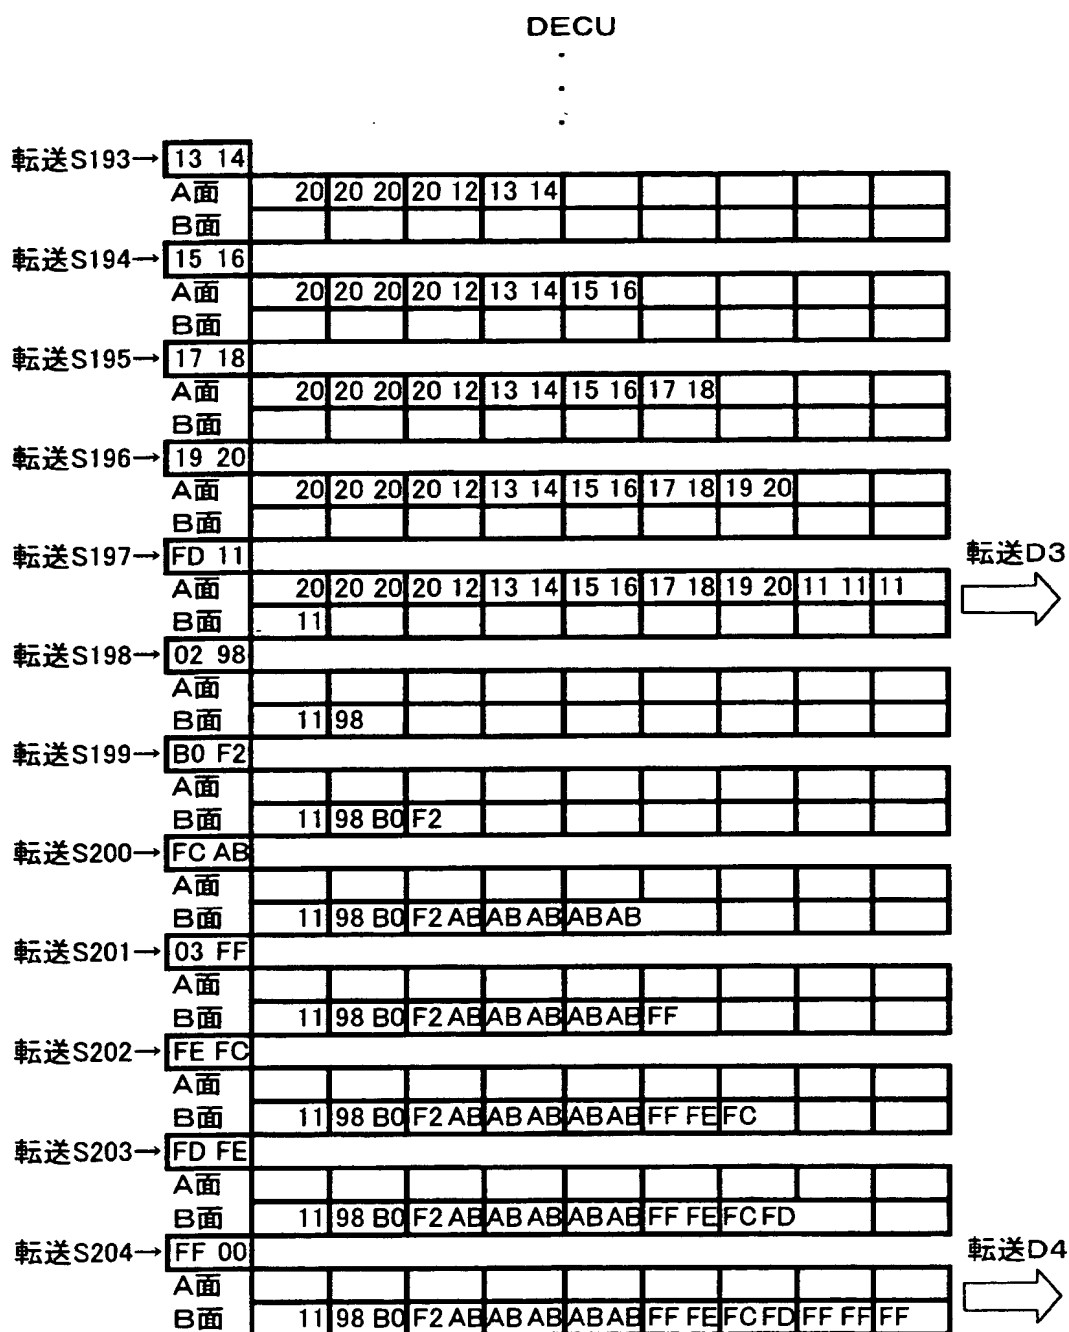 DECU
転送S193→ 13 14
A面 20 20 20 20 12 13 14
B面
転送S194→ 15 16
A面 20 20 20 20 12 13 14 15 16
B面
転送S195→ 17 18
A面 20 20 20 20 12 13 14 15 16 17 18
B面
転送S196→ 19 20
A面 20 20 20 20 12 13 14 15 16 17 18 19 20
B面
転送S197→ FD 11 転送D3
A面 20 20 20 20 12 13 14 15 16 17 18 19 20 11 11 11
B面 11
転送S198→ 02 98
A面
B面 11 98
転送S199→ B0 F2
A面
B面 11 98 B0 F2
転送S200→ FC AB
A面
B面 11 98 B0 F2 AB AB AB AB AB
転送S201→ 03 FF
A面
B面 11 98 B0 F2 AB AB AB AB AB FF
転送S202→ FE FC
A面
B面 11 98 B0 F2 AB AB AB AB AB FF FE FC
転送S203→ FD FE
A面
B面 11 98 B0 F2 AB AB AB AB AB FF FE FC FD
転送S204→ FF 00 転送D4
A面
B面 11 98 B0 F2 AB AB AB AB AB FF FE FC FD FF FF FF